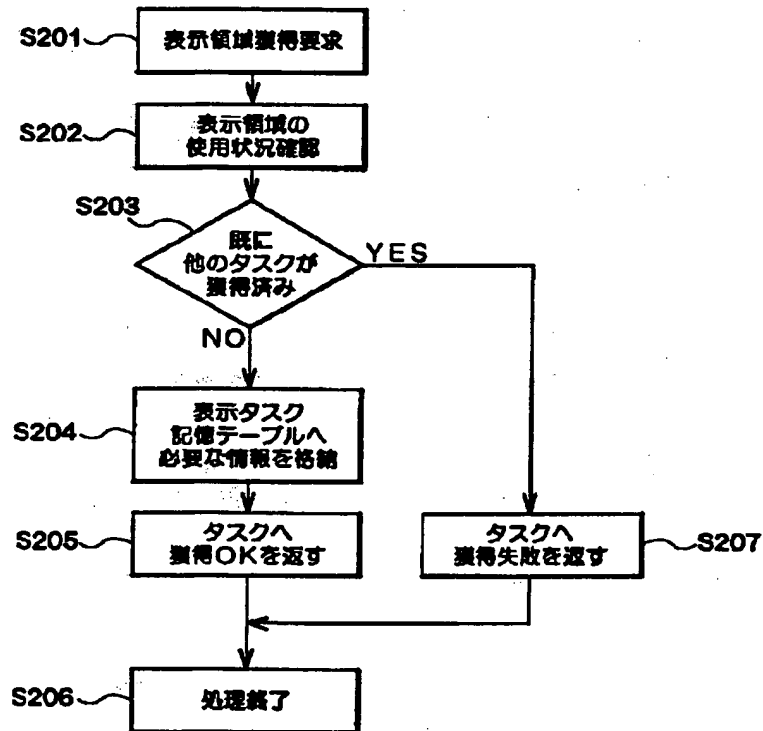 S201
表示領域獲得要求
S202
表示領域の
使用状況確認
S203
既に
他のタスクが
獲得済み
YES
NO
S204
表示タスク
記憶テーブルへ
必要な情報を格納
S205
タスクへ
獲得OKを返す
タスクへ
獲得失敗を返す
S207
S206
処理終了